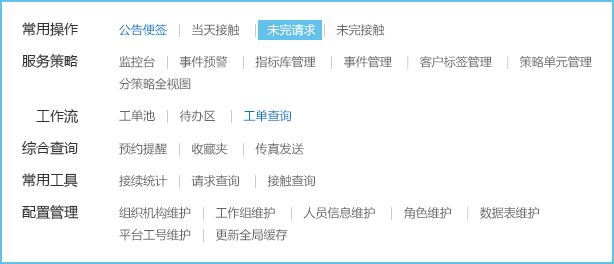 常用操作 公告便签 当天接触 未完请求 未完接触
服务策略 监控台 事件预警 指标库管理 事件管理 客户标签管理 策略单元管理
分策略全视图
工作流 工单池 待办区 工单查询
综合查询 预约提醒 收藏夹 传真发送
常用工具 接续统计 请求查询 接触查询
配置管理 组织机构维护 工作组维护 人员信息维护 角色维护 数据表维护
平台工号维护 更新全局缓存